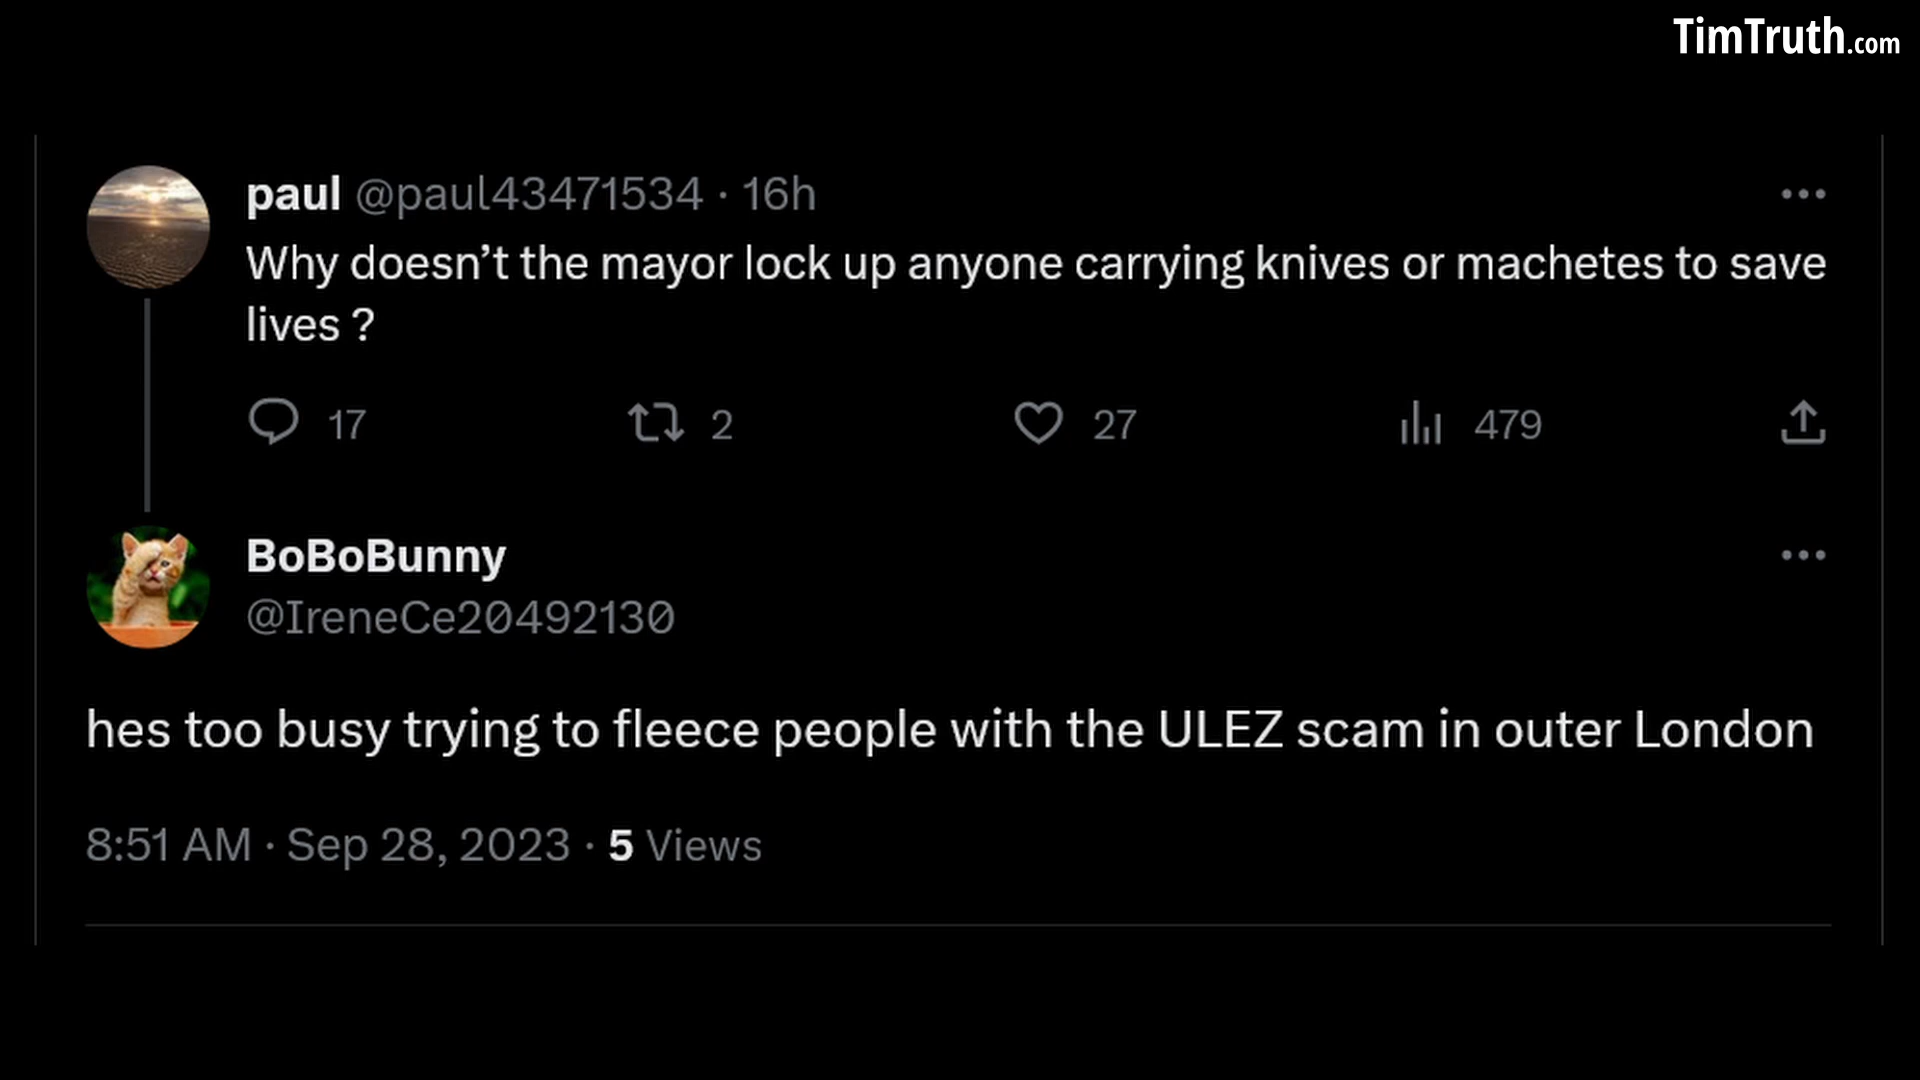 TimTruth.com
paul @paul43471534 · 16h
Why doesn’t the mayor lock up anyone carrying knives or machetes to save
lives ?
17 2 27 479
BoBoBunny
@IreneCe20492130
hes too busy trying to fleece people with the ULEZ scam in outer London
8:51 AM · Sep 28, 2023 · 5 Views